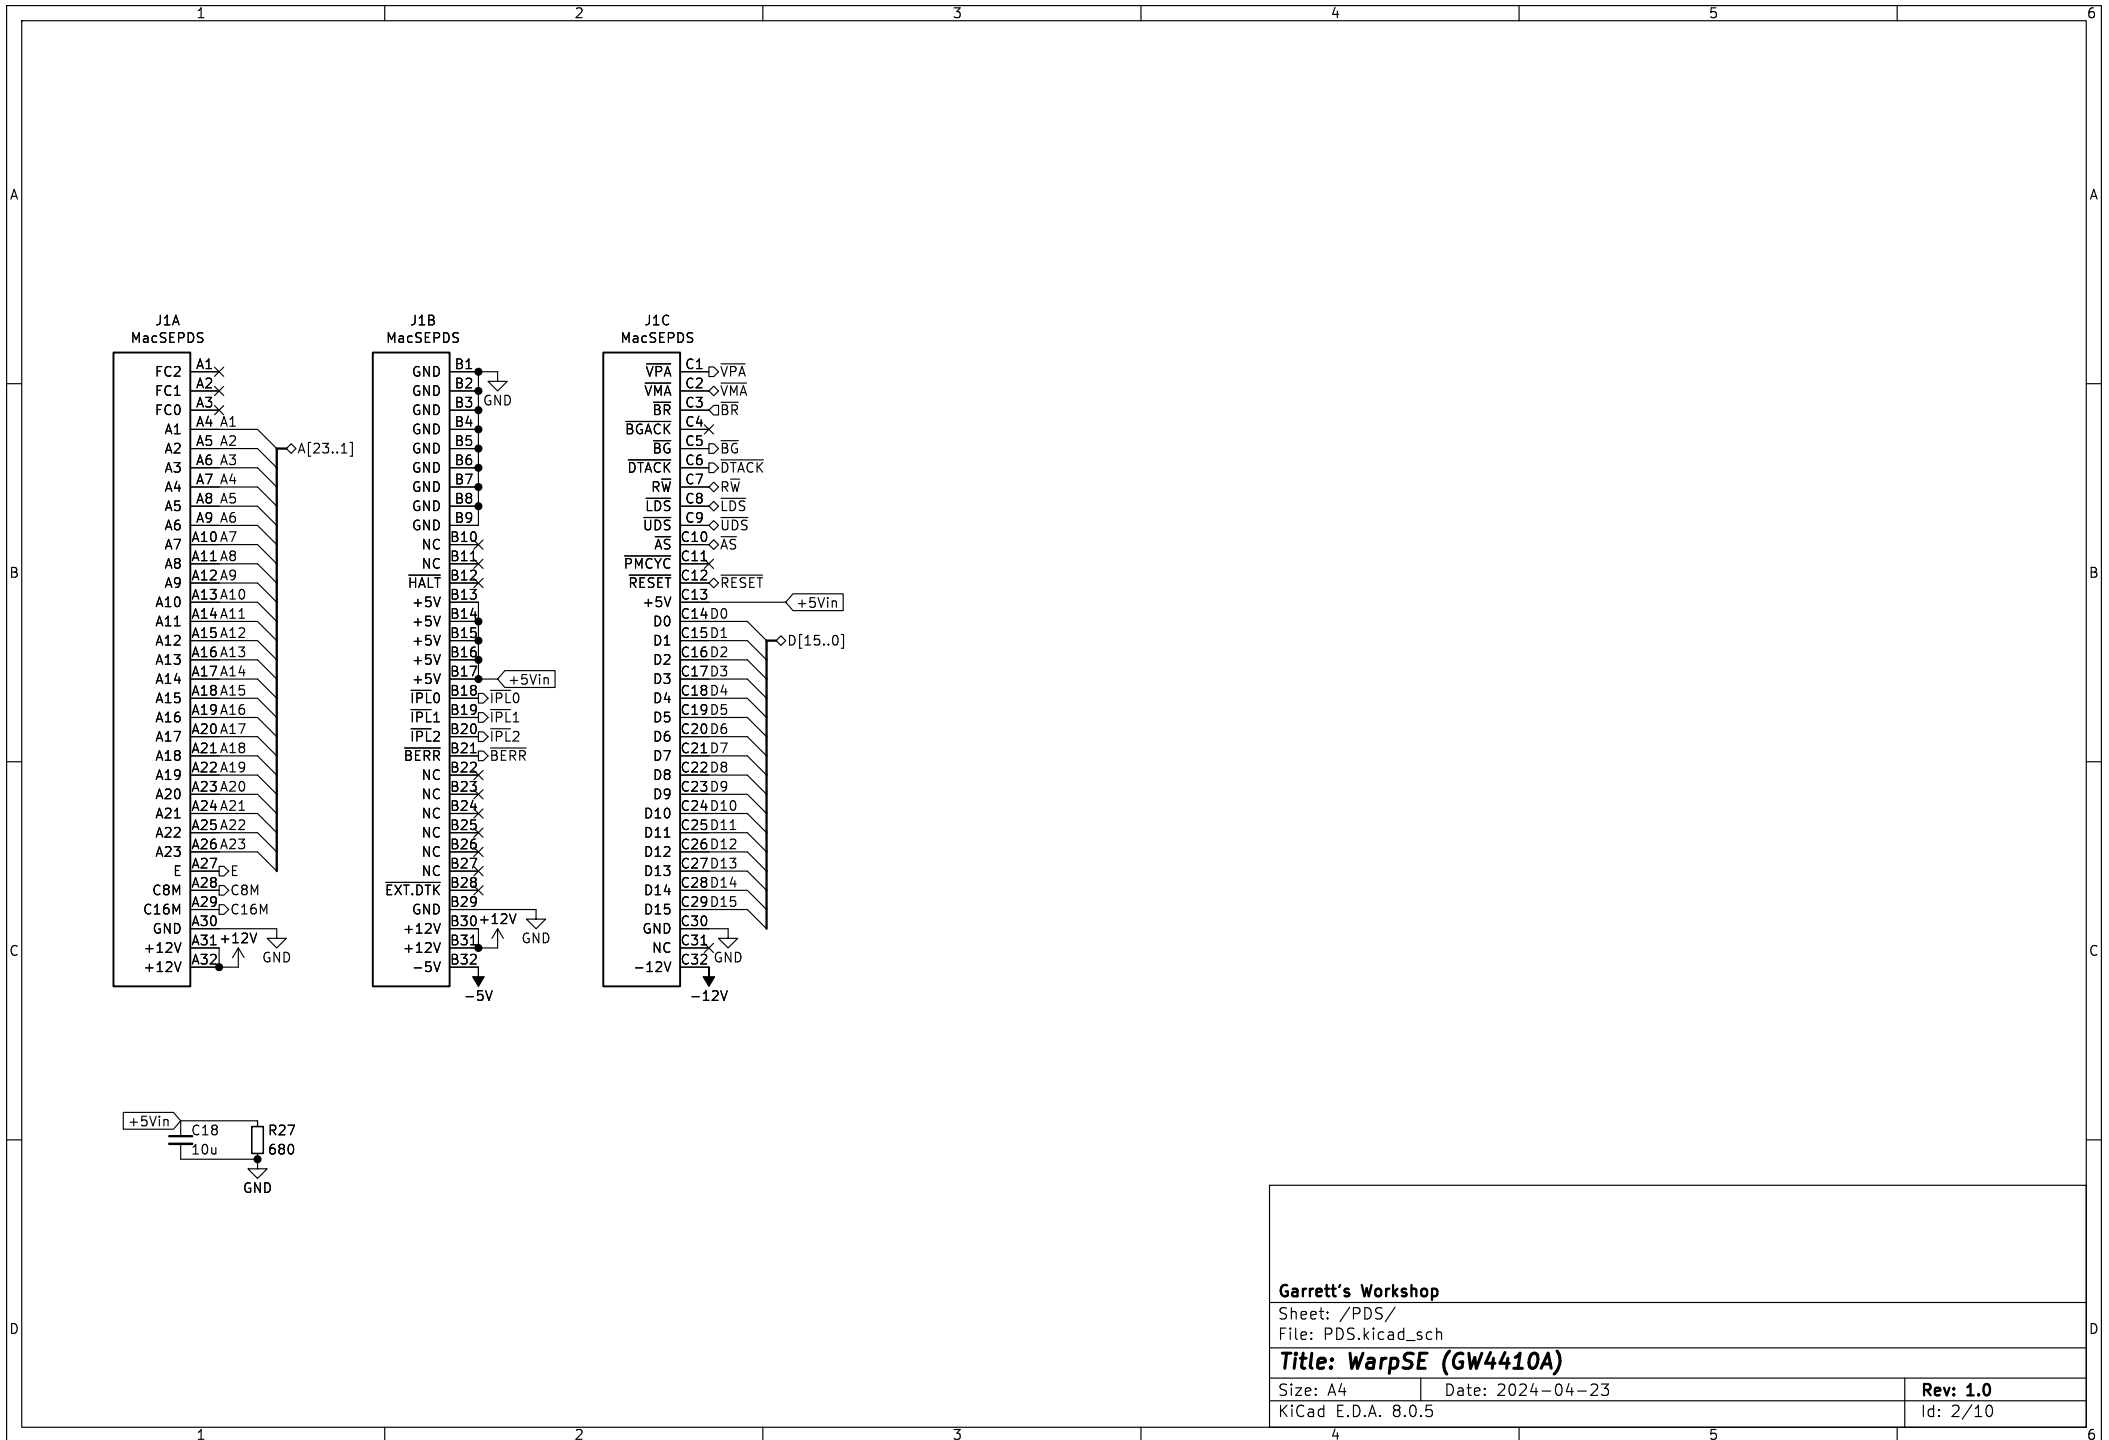 1 2 3 4 5 6
A A
B B
C C
D D
J1A
MacSEPDS
FC2 A1
FC1 A2
FC0 A3
A1 A4 A1
A2 A5 A2 A[23..1]
A3 A6 A3
A4 A7 A4
A5 A8 A5
A6 A9 A6
A7 A10 A7
A8 A11 A8
A9 A12 A9
A10 A13 A10
A11 A14 A11
A12 A15 A12
A13 A16 A13
A14 A17 A14
A15 A18 A15
A16 A19 A16
A17 A20 A17
A18 A21 A18
A19 A22 A19
A20 A23 A20
A21 A24 A21
A22 A25 A22
A23 A26 A23
E A27 E
C8M A28 C8M
C16M A29 C16M
GND A30
+12V A31 +12V
GND
+12V A32
J1B
MacSEPDS
GND B1
GND B2
GND
GND B3
GND B4
GND B5
GND B6
GND B7
GND B8
GND B9
NC B10
NC B11
HALT B12
+5V B13
+5V B14
+5V B15
+5V B16
+5V B17 +5Vin
IPL0 B18 IPL0
IPL1 B19 IPL1
IPL2 B20 IPL2
BERR B21 BERR
NC B22
NC B23
NC B24
NC B25
NC B26
NC B27
EXT.DTK B28
GND B29
+12V B30 +12V
GND
+12V B31
-5V B32
-5V
J1C
MacSEPDS
VPA C1 VPA
VMA C2 VMA
BR C3 BR
BGACK C4
BG C5 BG
DTACK C6 DTACK
RW C7 RW
LDS C8 LDS
UDS C9 UDS
AS C10 AS
PMCYC C11
RESET C12 RESET
+5V C13 +5Vin
D0 C14 D0
D1 C15 D1 D[15..0]
D2 C16 D2
D3 C17 D3
D4 C18 D4
D5 C19 D5
D6 C20 D6
D7 C21 D7
D8 C22 D8
D9 C23 D9
D10 C24 D10
D11 C25 D11
D12 C26 D12
D13 C27 D13
D14 C28 D14
D15 C29 D15
GND C30
NC C31
GND
-12V C32
-12V
+5Vin
C18
10u
R27
680
GND
Garrett's Workshop
Sheet: /PDS/
File: PDS.kicad_sch
Title: WarpSE (GW4410A)
Size: A4 Date: 2024-04-23 Rev: 1.0
KiCad E.D.A. 8.0.5 Id: 2/10
1 2 3 4 5 6